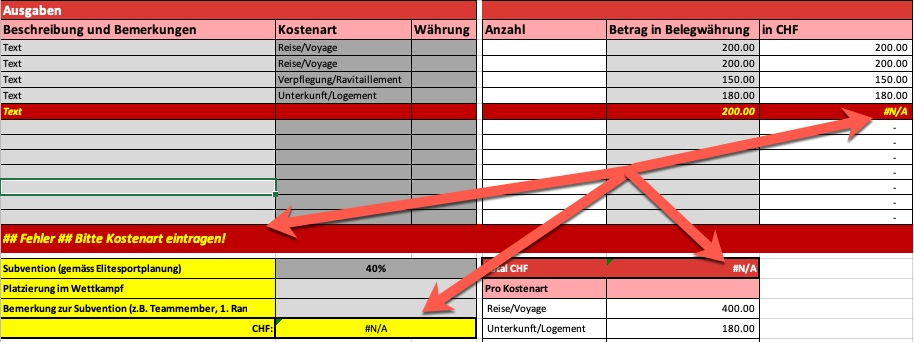 Ausgaben
Beschreibung und Bemerkungen Kostenart Währung Anzahl Betrag in Belegwährung in CHF
Text Reise/Voyage 200.00 200.00
Text Reise/Voyage 200.00 200.00
Text Verpflegung/Ravitaillement 150.00 150.00
Text Unterkunft/Logement 180.00 180.00
Text 200.00 #N/A
-
-
-
-
-
-
-
## Fehler ## Bitte Kostenart eintragen!
Subvention (gemäss Elitesportplanung) 40% CHF #N/A
Platzierung im Wettkampf Pro Kostenart
Bemerkung zur Subvention (z.B. Teammember, 1. Ran Reise/Voyage 400.00
CHF: #N/A Unterkunft/Logement 180.00